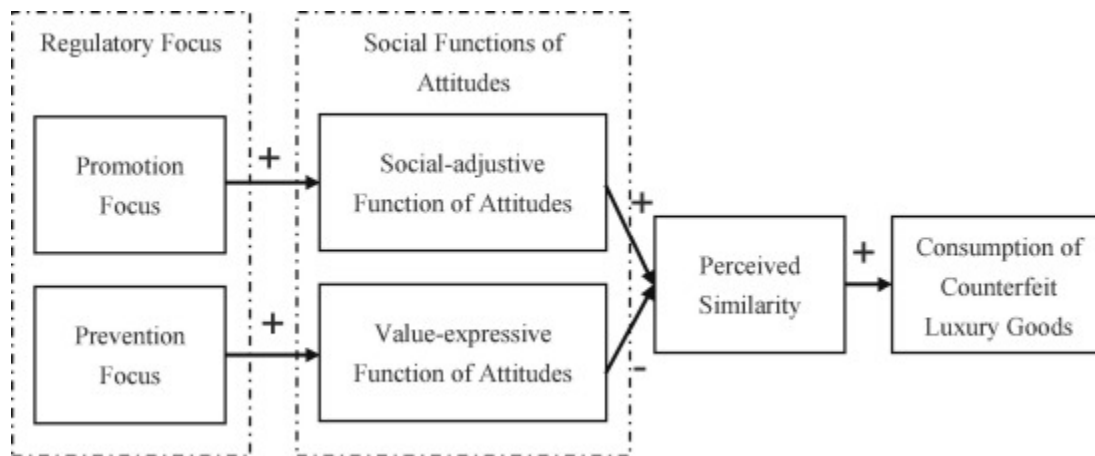 Regulatory Focus
Social Functions of
Attitudes
Promotion
Focus
+
Social-adjustive
Function of Attitudes
+
Prevention
Focus
+
Value-expressive
Function of Attitudes
-
Perceived
Similarity
+
Consumption of
Counterfeit
Luxury Goods